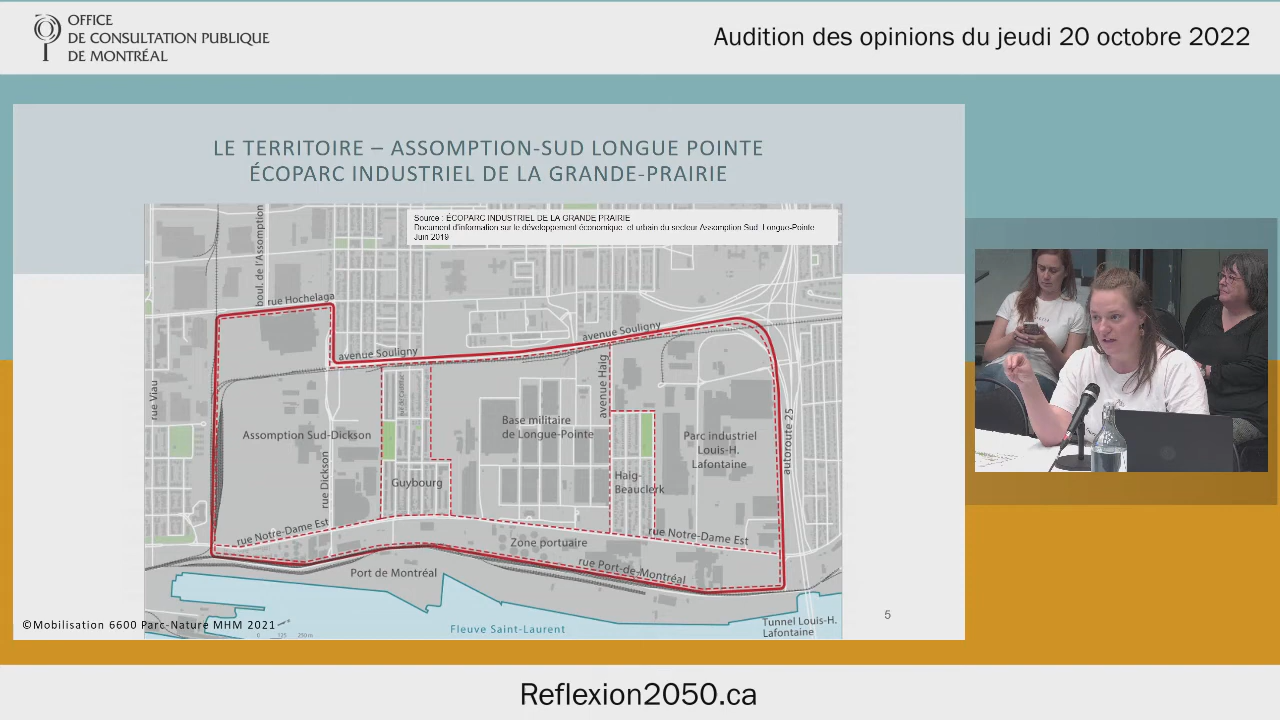 OFFICE
DE CONSULTATION PUBLIQUE
DE MONTRÉAL
Audition des opinions du jeudi 20 octobre 2022
LE TERRITOIRE – ASSOMPTION-SUD LONGUE POINTE
ÉCOPARC INDUSTRIEL DE LA GRANDE-PRAIRIE
Source : ÉCOPARC INDUSTRIEL DE LA GRANDE PRAIRIE
Document d'information sur le développement économique et urbain du secteur Assomption Sud Longue-Pointe
Juin 2019
boul. de l'Assomption
rue Hochelaga
avenue Souligny
avenue Souligny
rue Viau
avenue Haig
autoroute 25
Base militaire
de Longue-Pointe
Assomption Sud-Dickson
Parc industriel
Louis-H.
Lafontaine
rue Dickson
Guybourg
Haig-
Beauclerk
rue Notre-Dame Est
rue Notre-Dame Est
Zone portuaire
rue Port-de-Montréal
Port de Montréal
Fleuve Saint-Laurent
Tunnel Louis-H.
Lafontaine
0 125 250m
©Mobilisation 6600 Parc-Nature MHM 2021
5
Reflexion2050.ca